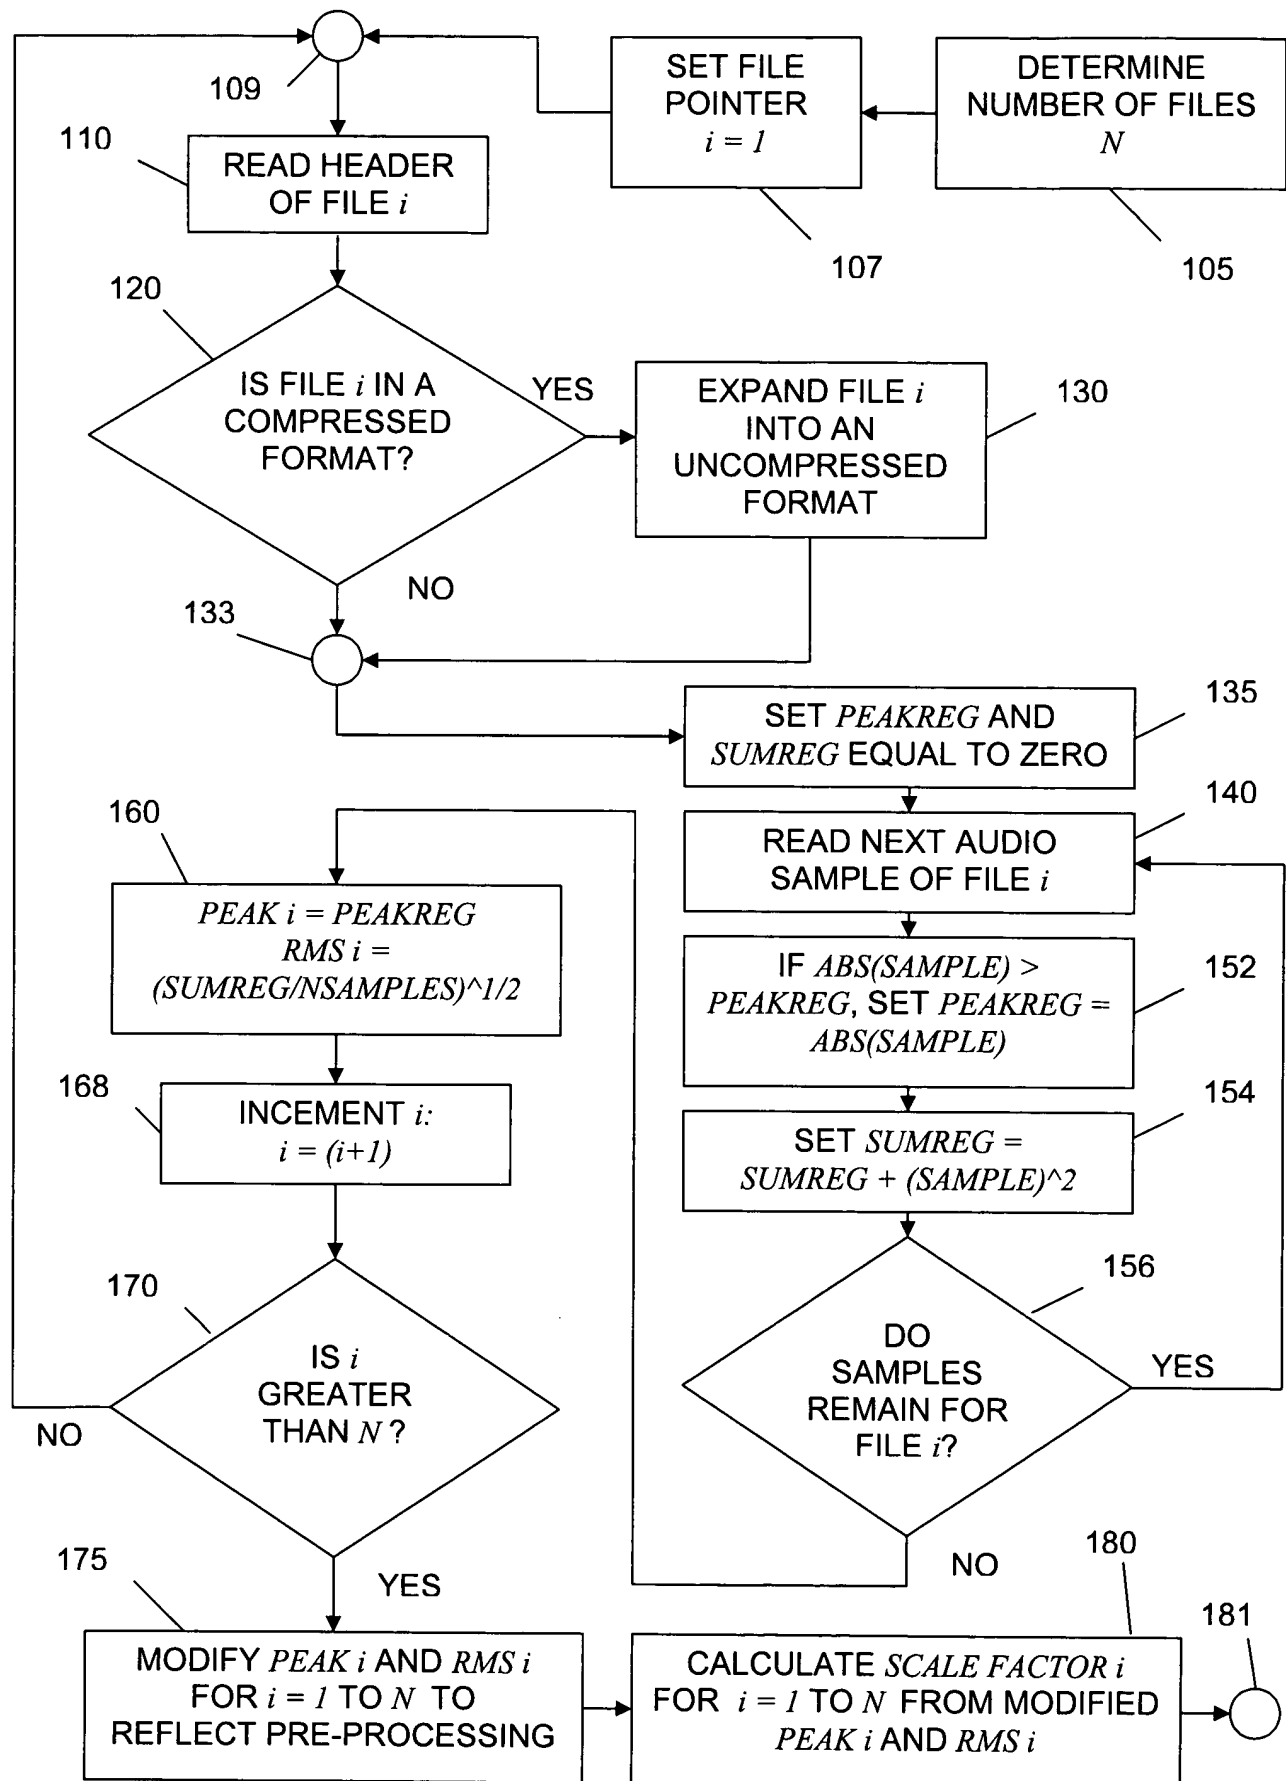 109
SET FILE
POINTER
i = 1
DETERMINE
NUMBER OF FILES
N
110
READ HEADER
OF FILE i
107
105
120
IS FILE i IN A
COMPRESSED
FORMAT?
YES
EXPAND FILE i
INTO AN
UNCOMPRESSED
FORMAT
130
NO
133
SET PEAKREG AND
SUMREG EQUAL TO ZERO
135
READ NEXT AUDIO
SAMPLE OF FILE i
140
160
PEAK i = PEAKREG
RMS i =
(SUMREG/NSAMPLES)^1/2
IF ABS(SAMPLE) >
PEAKREG, SET PEAKREG =
ABS(SAMPLE)
152
168
INCEMENT i:
i = (i+1)
SET SUMREG =
SUMREG + (SAMPLE)^2
154
170
IS i
GREATER
THAN N ?
NO
YES
156
DO
SAMPLES
REMAIN FOR
FILE i?
YES
NO
175
MODIFY PEAK i AND RMS i
FOR i = 1 TO N TO
REFLECT PRE-PROCESSING
180
CALCULATE SCALE FACTOR i
FOR i = 1 TO N FROM MODIFIED
PEAK i AND RMS i
181